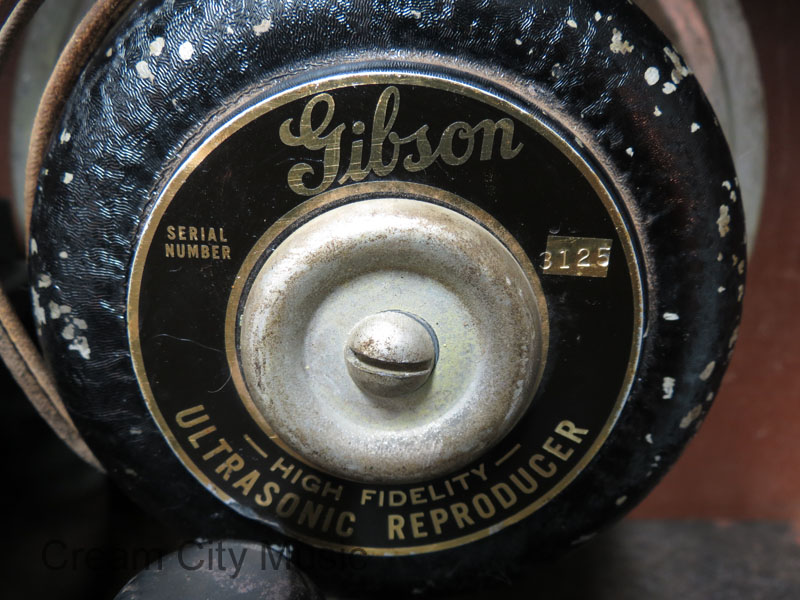 Gibson
SERIAL
NUMBER
3125
HIGH FIDELITY
ULTRASONIC REPRODUCER
Cream City Music